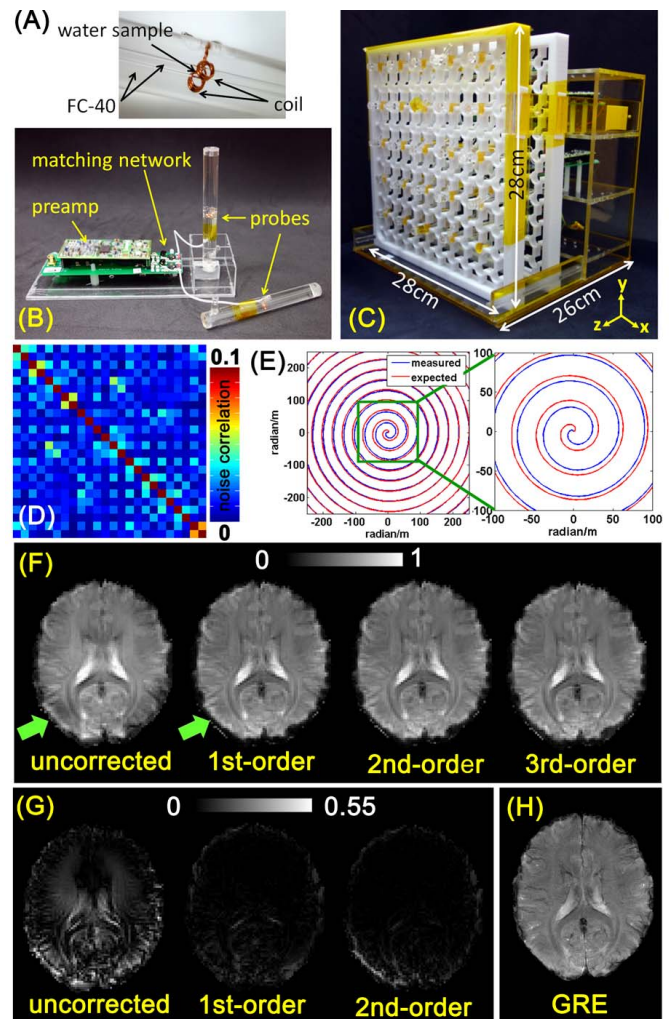 (A)
water sample
FC-40
coil
matching network
preamp
probes
(B)
28cm
28cm
26cm
y
z
x
(C)
0.1
noise correlation
0
(D)
(E)
measured
expected
radian/m
200
100
0
-100
-200
-200 -100 0 100 200
radian/m
100
50
0
-50
-100
-100 -50 0 50 100
radian/m
(F)
0 1
uncorrected 1st-order 2nd-order 3rd-order
(G)
0 0.55
(H)
uncorrected 1st-order 2nd-order GRE